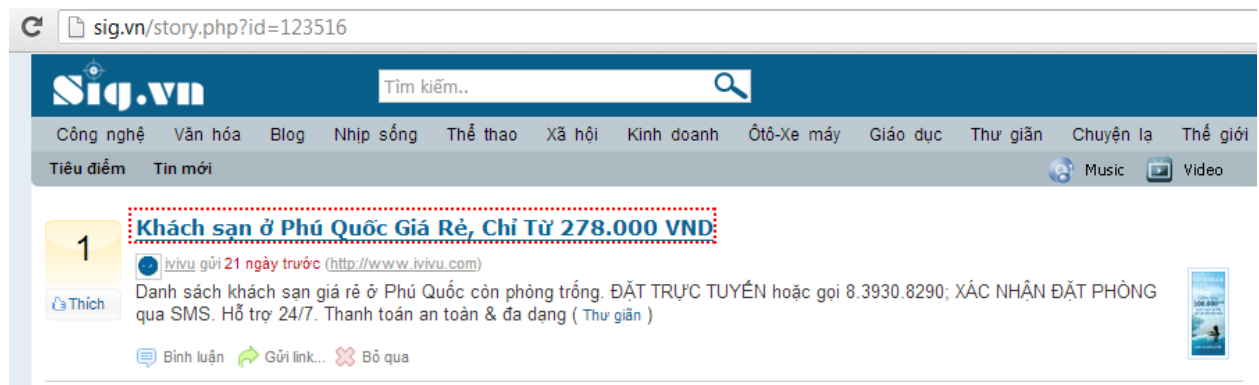 sig.vn/story.php?id=123516
Sig.vn
Tìm kiếm..
Công nghệ Văn hóa Blog Nhịp sống Thể thao Xã hội Kinh doanh Ôtô-Xe máy Giáo dục Thư giãn Chuyện lạ Thế giới
Tiêu điểm Tin mới Music Video
1
Khách sạn ở Phú Quốc Giá Rẻ, Chỉ Từ 278.000 VND
ivivu gửi 21 ngày trước (http://www.ivivu.com)
Thích
Danh sách khách sạn giá rẻ ở Phú Quốc còn phòng trống. ĐẶT TRỰC TUYẾN hoặc gọi 8.3930.8290; XÁC NHẬN ĐẶT PHÒNG
qua SMS. Hỗ trợ 24/7. Thanh toán an toàn & đa dạng ( Thư giãn )
Bình luận Gửi link... Bỏ qua